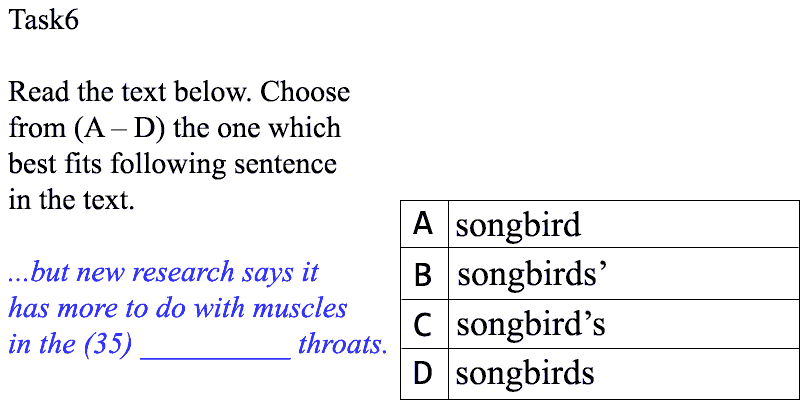 Task6
Read the text below. Choose
from (A – D) the one which
best fits following sentence
in the text.
...but new research says it
has more to do with muscles
in the (35) __________ throats.
A songbird
B songbirds’
C songbird’s
D songbirds